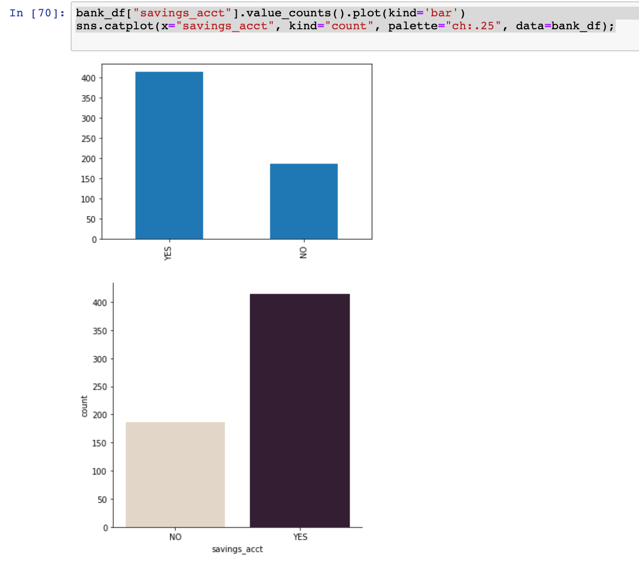 In [70]: bank_df["savings_acct"].value_counts().plot(kind='bar')
sns.catplot(x="savings_acct", kind="count", palette="ch:.25", data=bank_df);
400
350
300
250
200
150
100
50
0
YES
NO
400
350
300
250
200
150
100
50
0
count
NO
YES
savings_acct